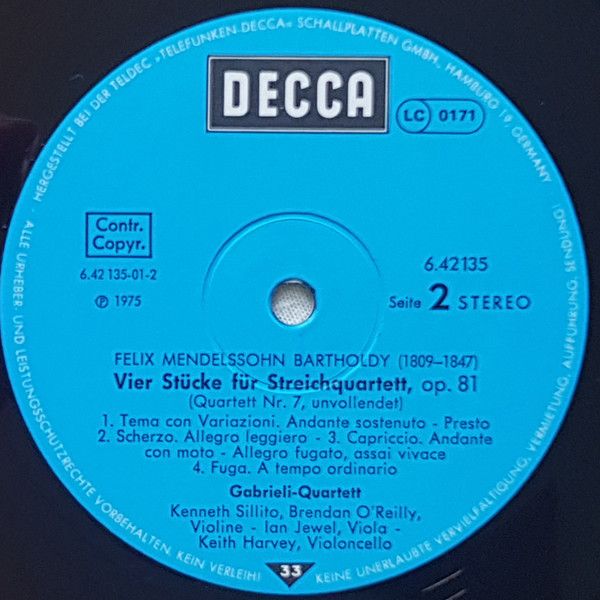 HERGESTELLT BEI DER TELDEC »TELEFUNKEN-DECCA« SCHALLPLATTEN GMBH., HAMBURG 19, GERMANY
DECCA
LC 0171
Contr.
Copyr.
6.42135-01-2
℗ 1975
6.42135
Seite 2 STEREO
FELIX MENDELSSOHN BARTHOLDY (1809-1847)
Vier Stücke für Streichquartett, op. 81
(Quartett Nr. 7, unvollendet)
1. Tema con Variazioni. Andante sostenuto - Presto
2. Scherzo. Allegro leggiero - 3. Capriccio. Andante
con moto - Allegro fugato, assai vivace
4. Fuga. A tempo ordinario
Gabrieli-Quartett
Kenneth Sillito, Brendan O'Reilly,
Violine - Ian Jewel, Viola -
Keith Harvey, Violoncello
33
· ALLE URHEBER- UND LEISTUNGSSCHUTZRECHTE VORBEHALTEN. KEIN VERLEIH! KEINE UNERLAUBTE VERVIELFÄLTIGUNG, VERMIETUNG, AUFFÜHRUNG, SENDUNG! ·